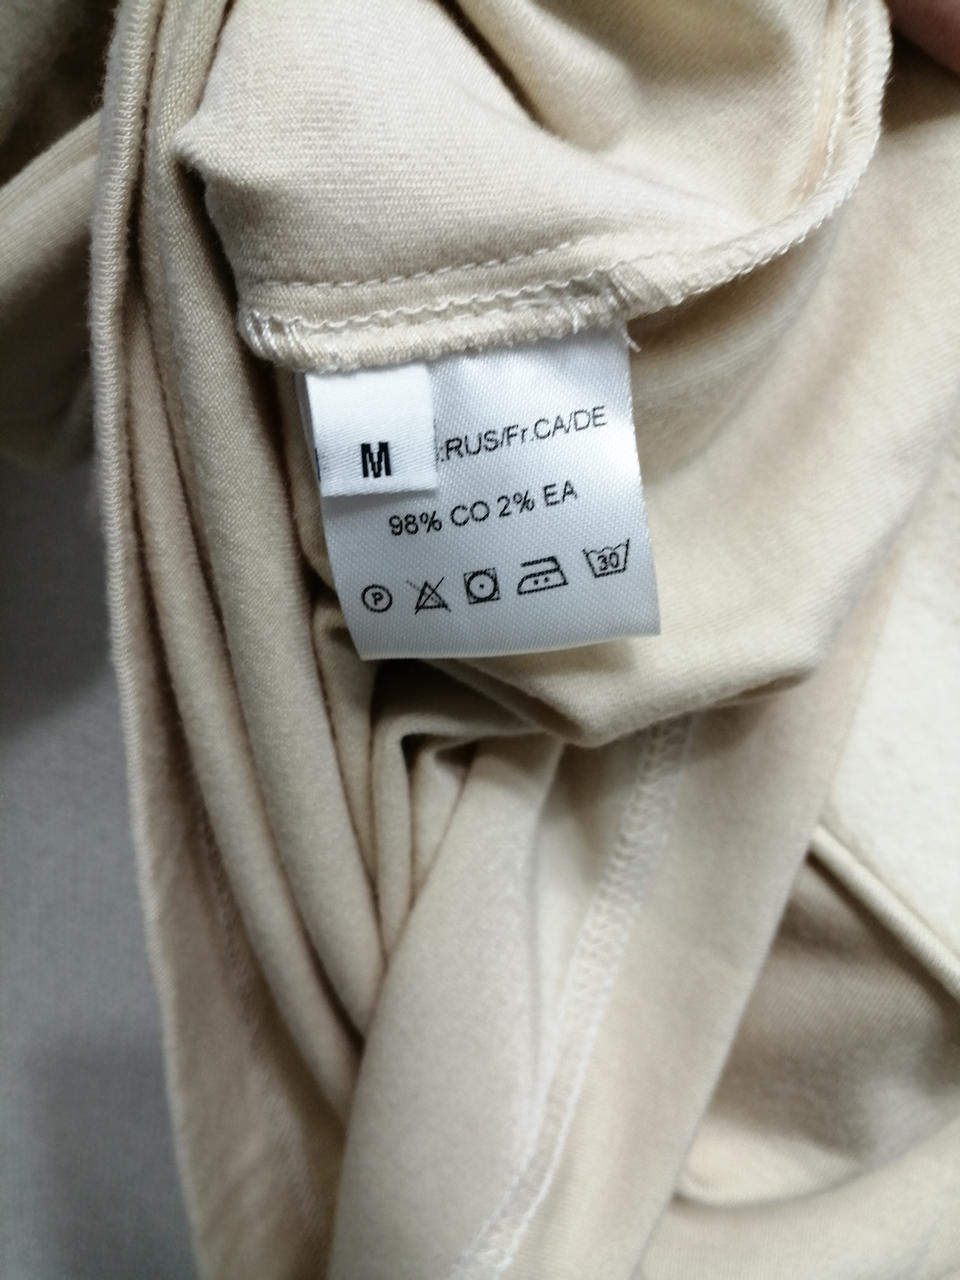 M
:RUS/Fr.CA/DE
98% CO 2% EA
P
30